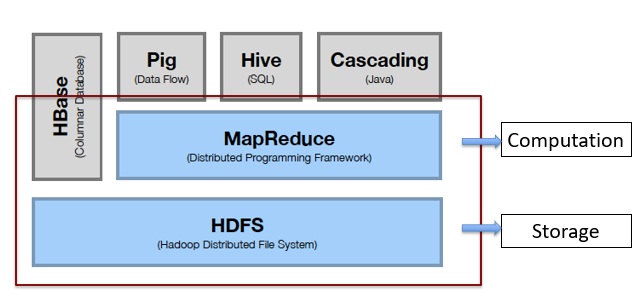 HBase
(Columnar Database)
Pig
(Data Flow)
Hive
(SQL)
Cascading
(Java)
MapReduce
(Distributed Programming Framework)
Computation
HDFS
(Hadoop Distributed File System)
Storage